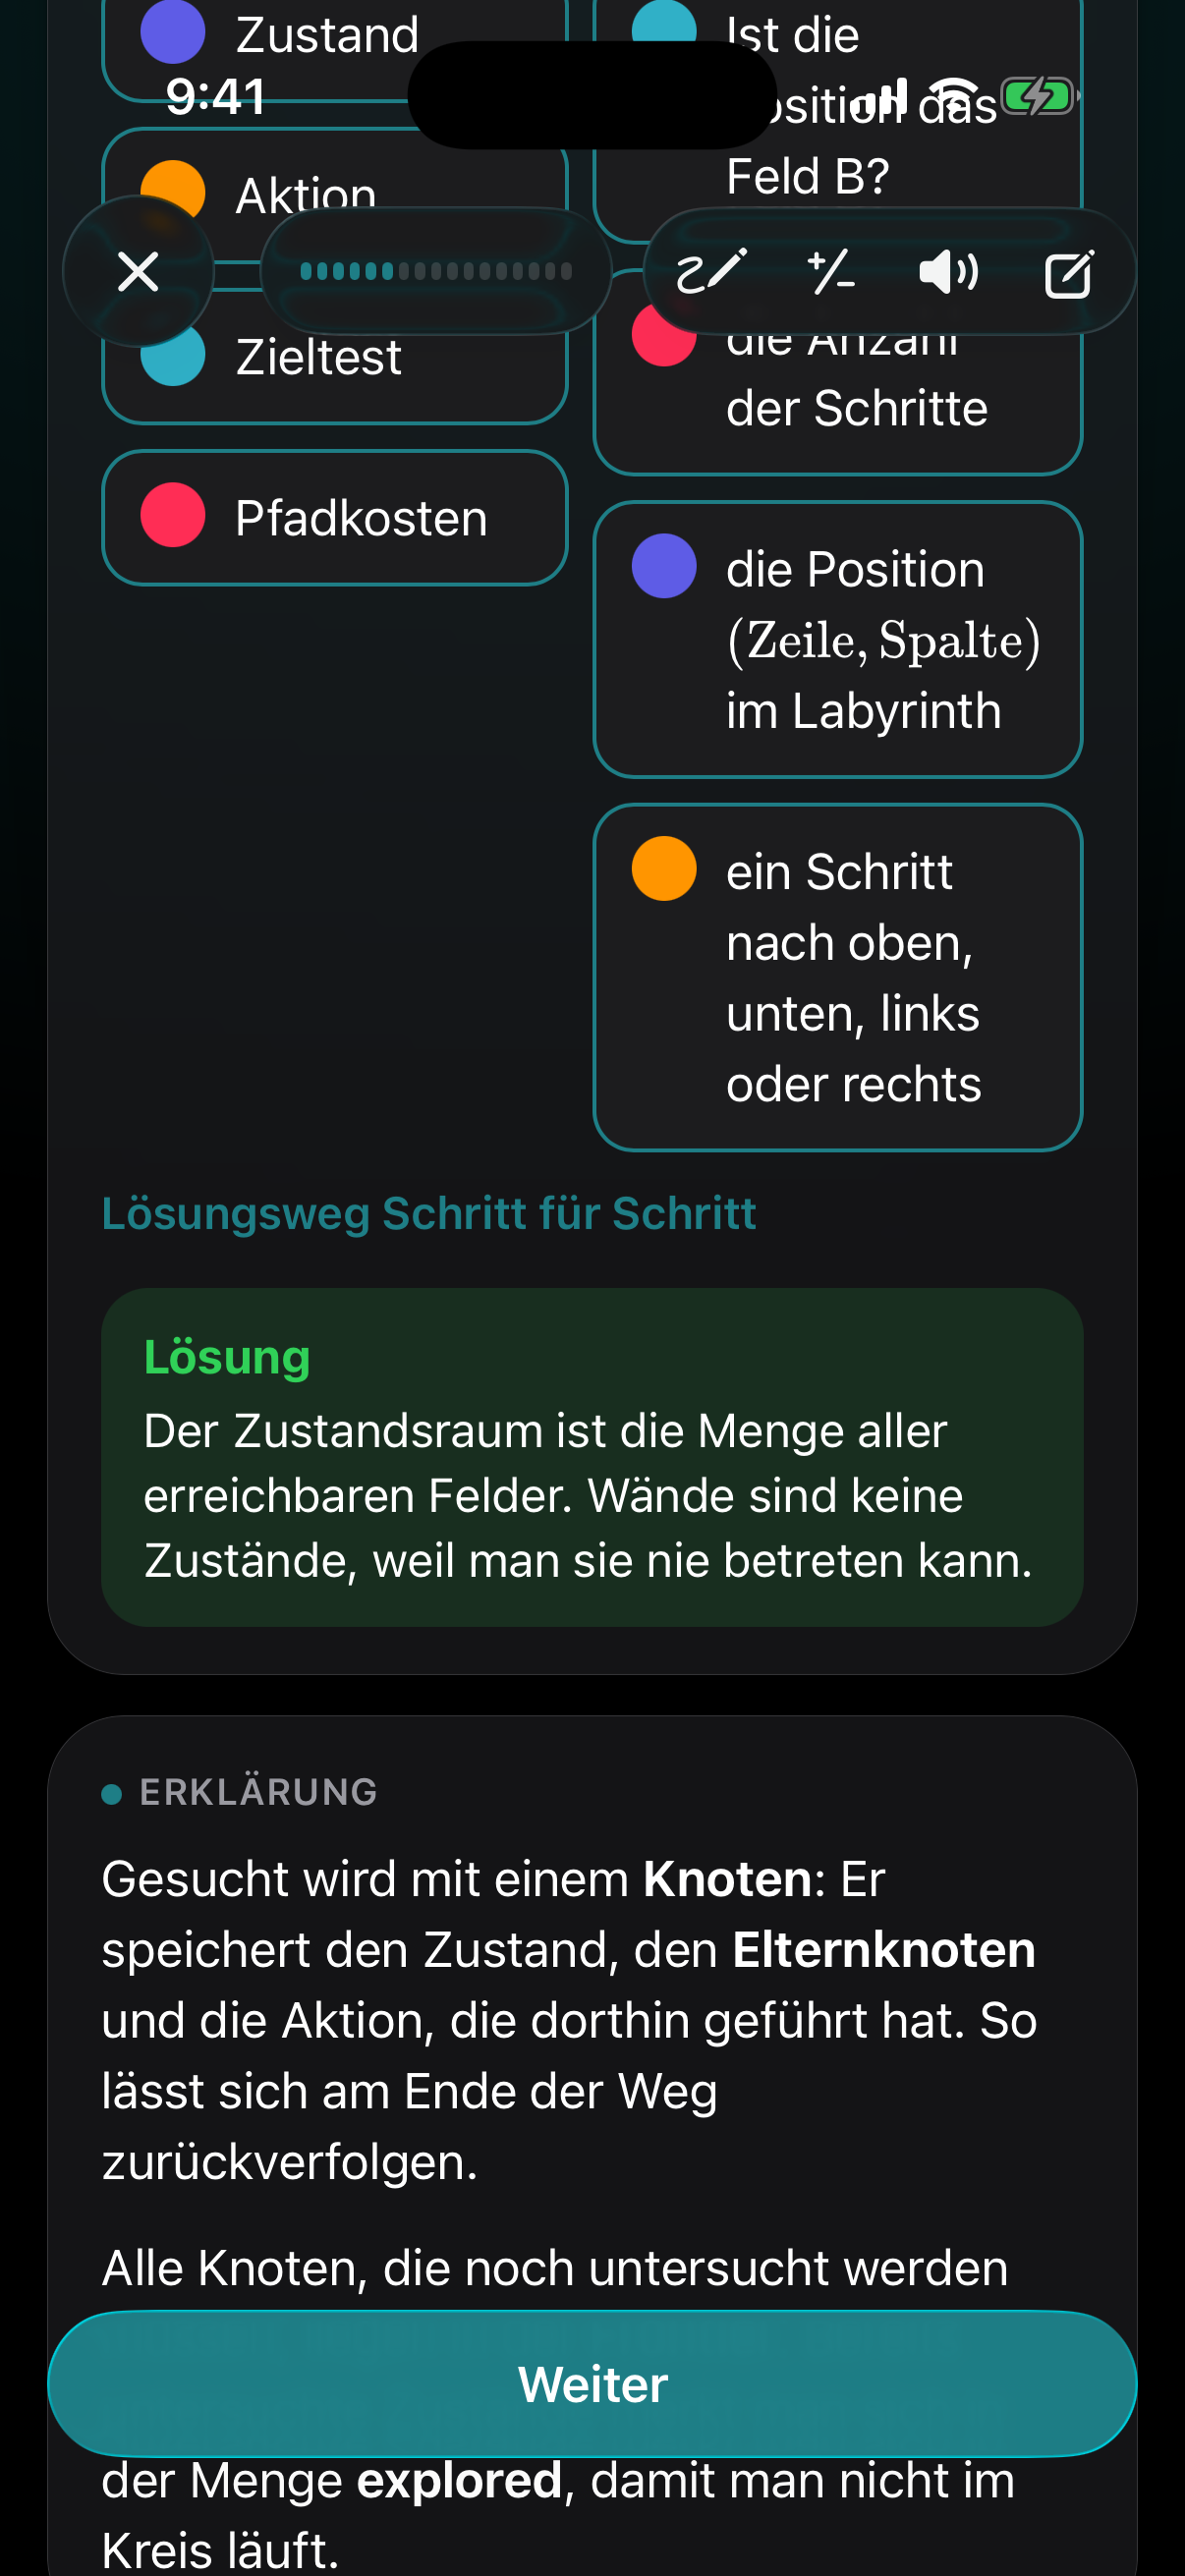 Zustand
Ist die
9:41
das
Feld B?
Aktion
Zieltest
die Anzahl
der Schritte
Pfadkosten
die Position
(Zeile, Spalte)
im Labyrinth
ein Schritt
nach oben,
unten, links
oder rechts
Lösungsweg Schritt für Schritt
Lösung
Der Zustandsraum ist die Menge aller
erreichbaren Felder. Wände sind keine
Zustände, weil man sie nie betreten kann.
ERKLÄRUNG
Gesucht wird mit einem Knoten: Er
speichert den Zustand, den Elternknoten
und die Aktion, die dorthin geführt hat. So
lässt sich am Ende der Weg
zurückverfolgen.
Alle Knoten, die noch untersucht werden
Weiter
der Menge explored, damit man nicht im
Kreis läuft.